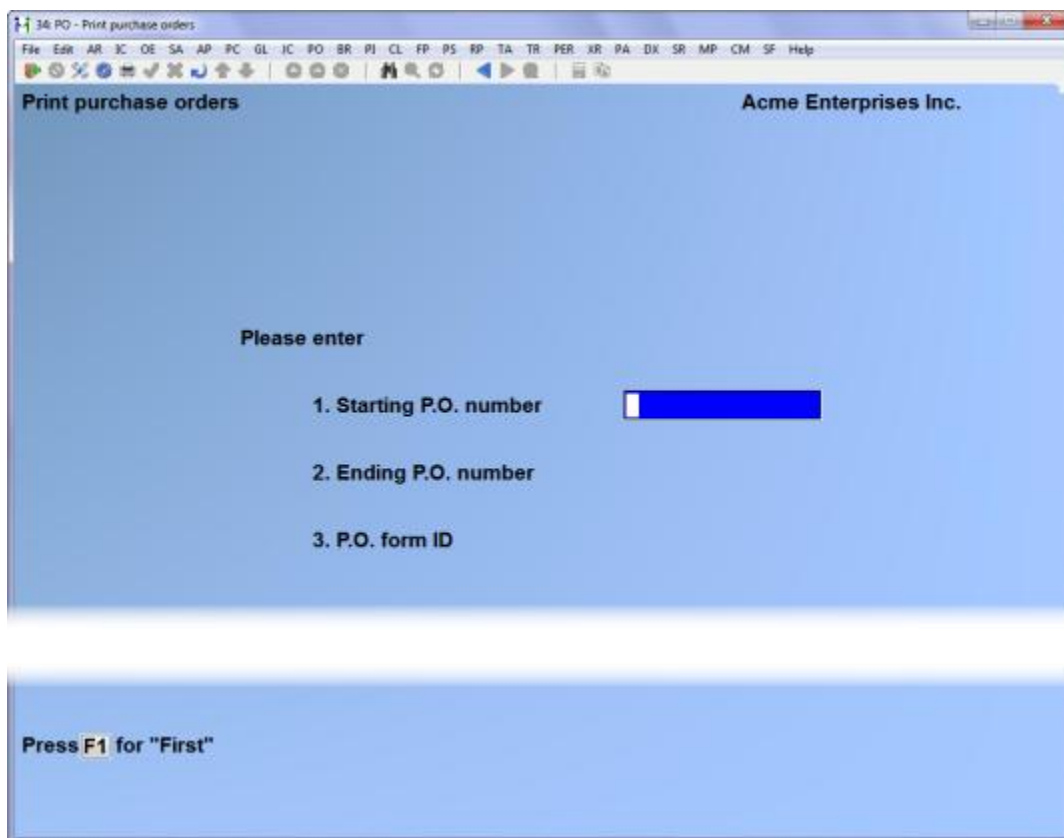 34: PO - Print purchase orders
File Edit AR JC OE SA AP PC GL IC PO BR PI CL FP PS RP TA TR PER XR PA DX SR MP CM SF Help
Print purchase orders Acme Enterprises Inc.
Please enter
1. Starting P.O. number
2. Ending P.O. number
3. P.O. form ID
Press F1 for "First"